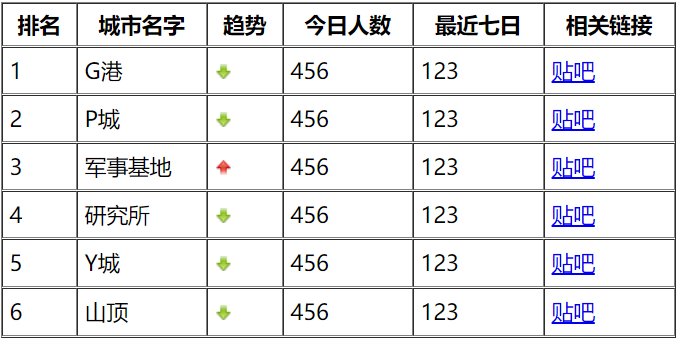 排名 城市名字 趋势 今日人数 最近七日 相关链接
1 G港 456 123 贴吧
2 P城 456 123 贴吧
3 军事基地 456 123 贴吧
4 研究所 456 123 贴吧
5 Y城 456 123 贴吧
6 山顶 456 123 贴吧